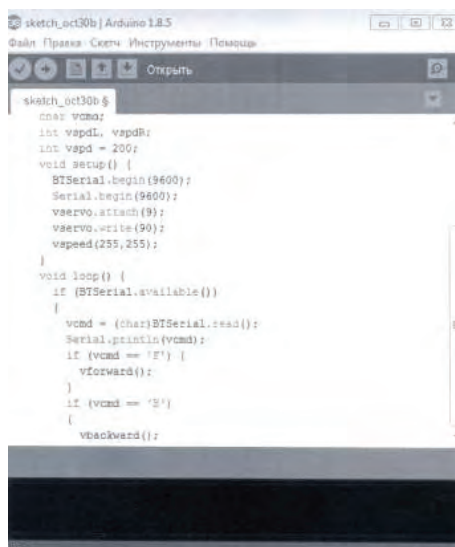 sketch_oct30b | Arduino 1.8.5
Файл Правка Скетч Инструменты Помощь
Открыть
sketch_oct30b §
char vcmd;
int vspdL, vspdR;
int vspd = 200;
void setup() {
BTSerial.begin(9600);
Serial.begin(9600);
vservo.attach(9);
vservo.write(90);
vspeed(255,255);
}
void loop() {
if (BTSerial.available())
{
vcmd = (char)BTSerial.read();
Serial.println(vcmd);
if (vcmd == 'F') {
vforward();
}
if (vcmd == 'B')
{
vbackward();